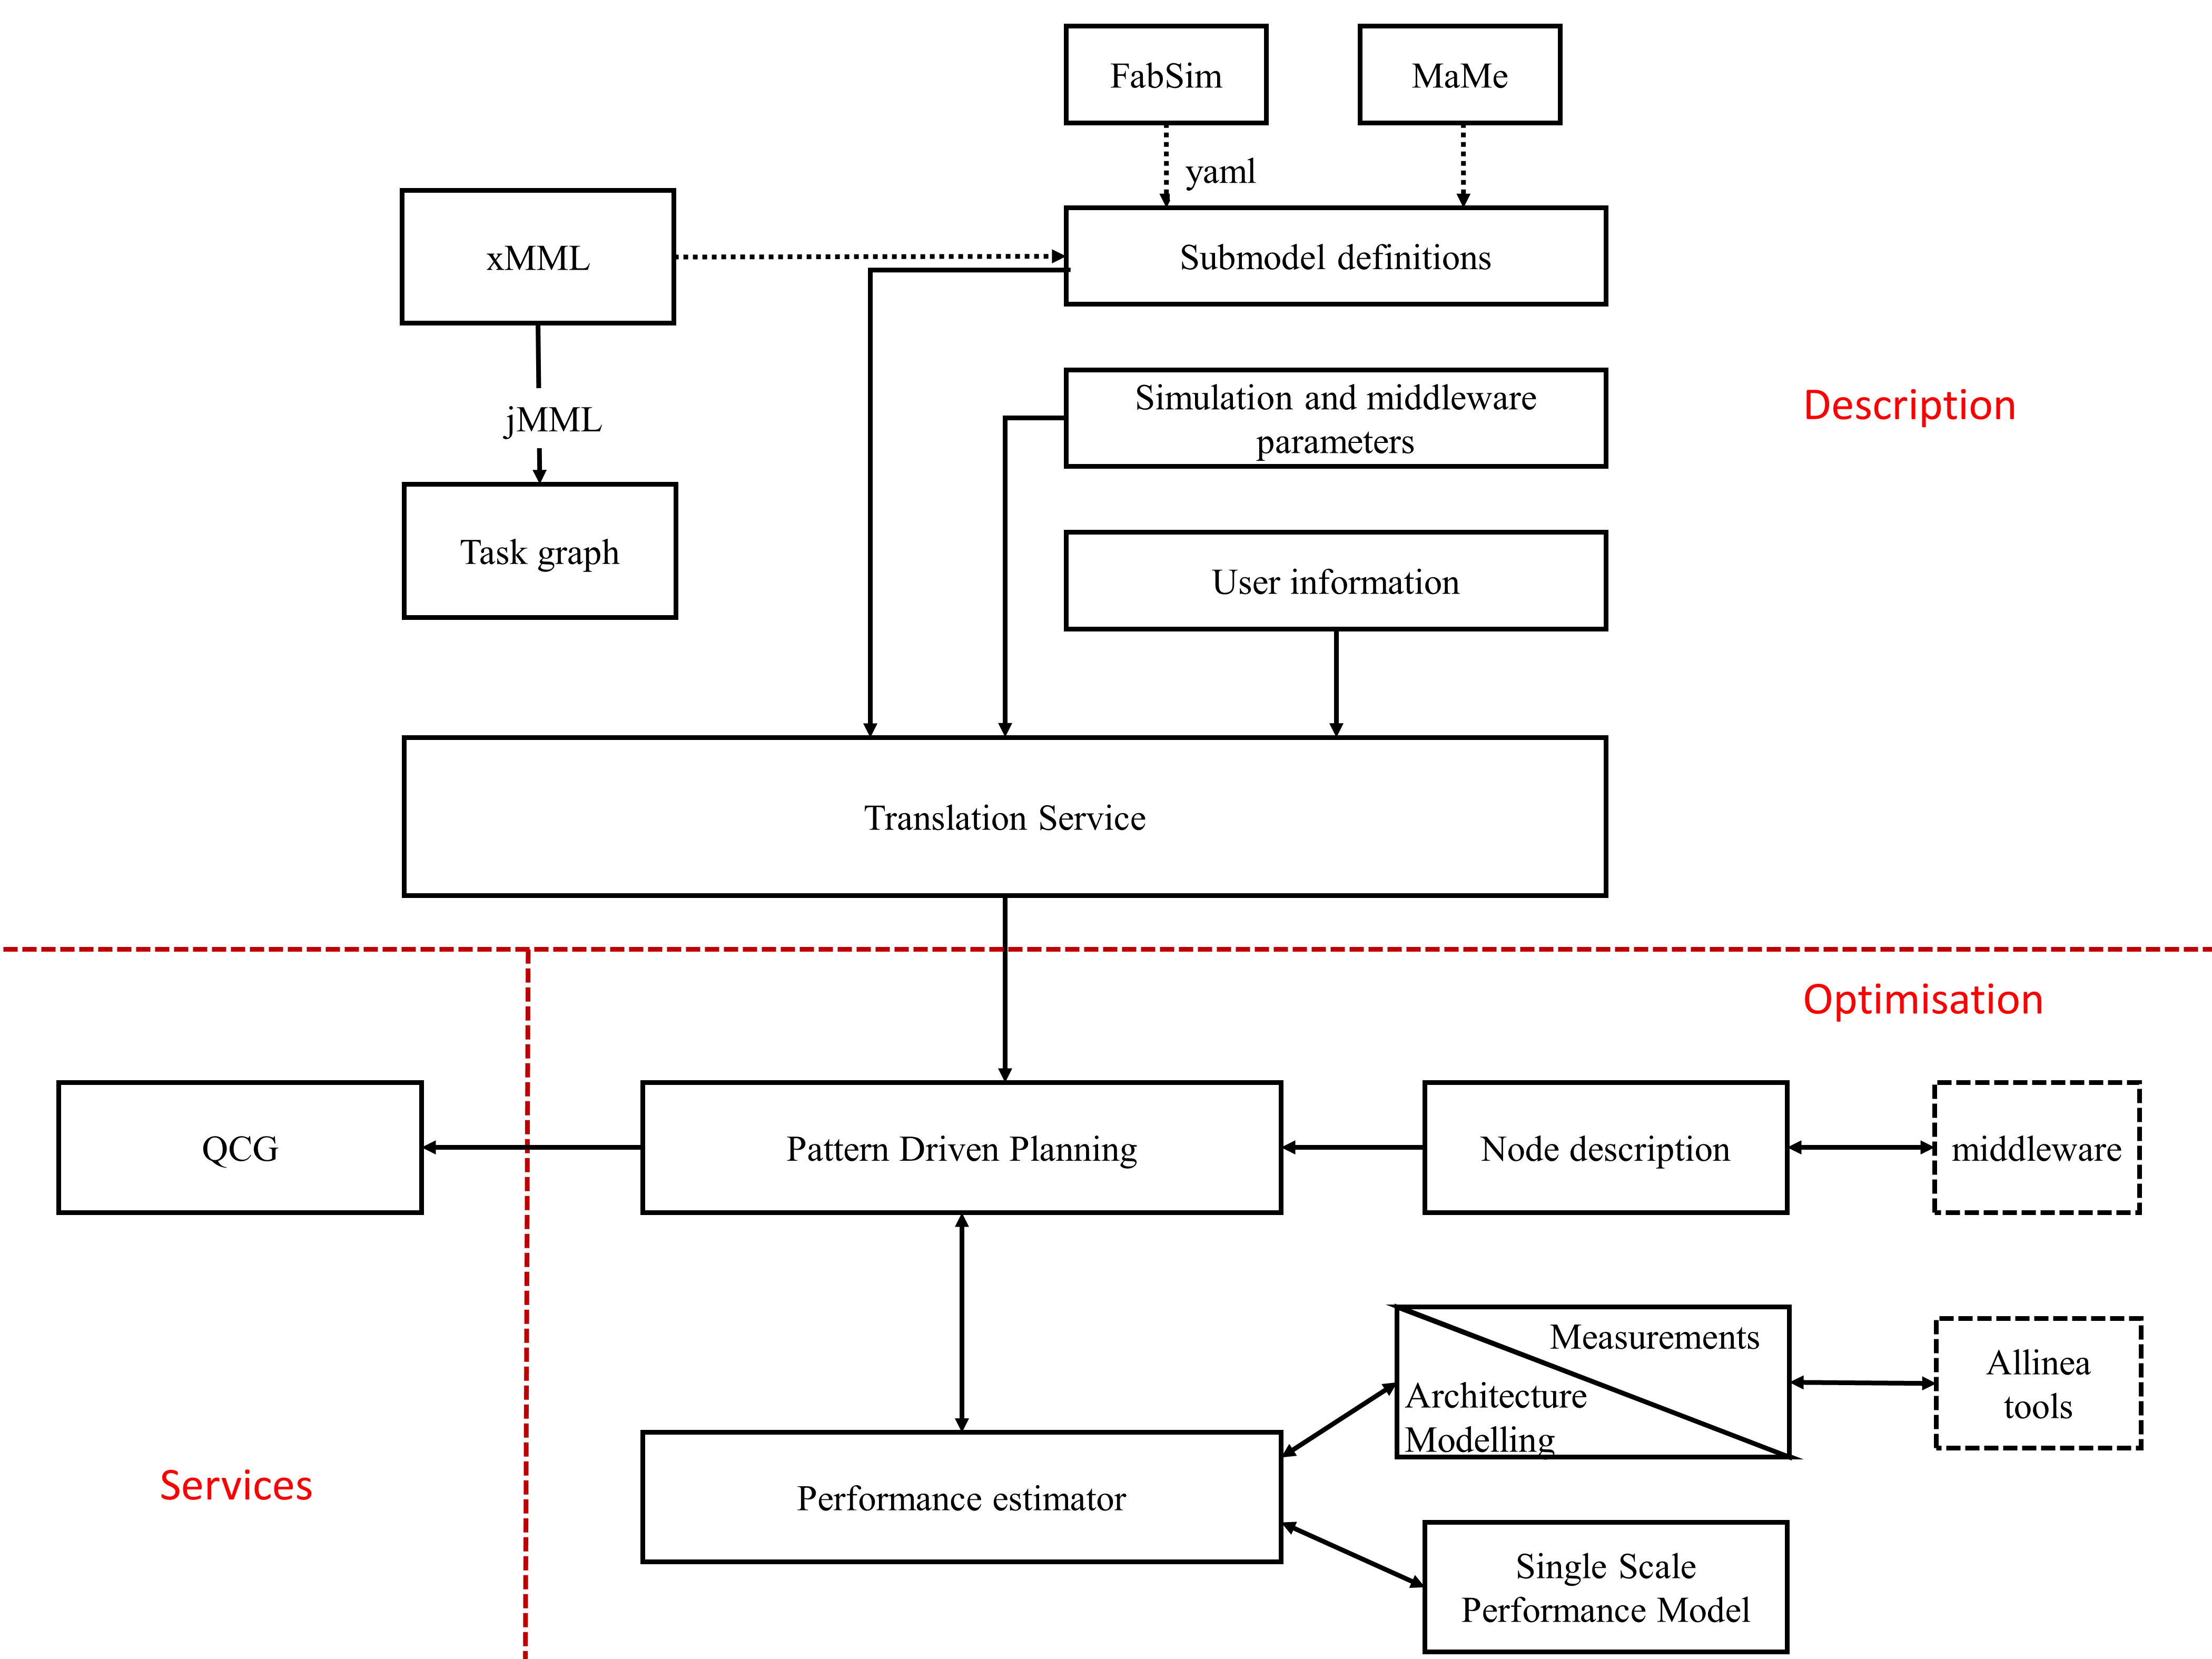 FabSim
MaMe
yaml
xMML
Submodel definitions
Simulation and middleware
parameters
Description
jMML
Task graph
User information
Translation Service
Optimisation
QCG
Pattern Driven Planning
Node description
middleware
Measurements
Architecture
Modelling
Allinea
tools
Services
Performance estimator
Single Scale
Performance Model